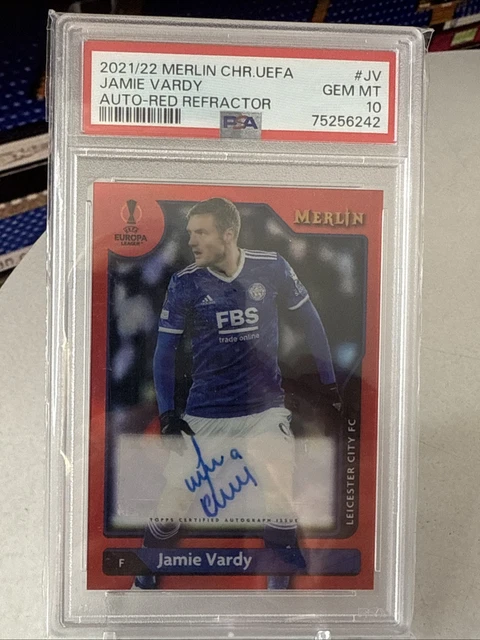 2021/22 MERLIN CHR.UEFA #JV
JAMIE VARDY GEM MT
AUTO-RED REFRACTOR 10
PSA 75256242
UEFA
EUROPA
LEAGUE
MERLIN
FBS
trade online
LEICESTER CITY FC
TOPPS CERTIFIED AUTOGRAPH ISSUE
F Jamie Vardy